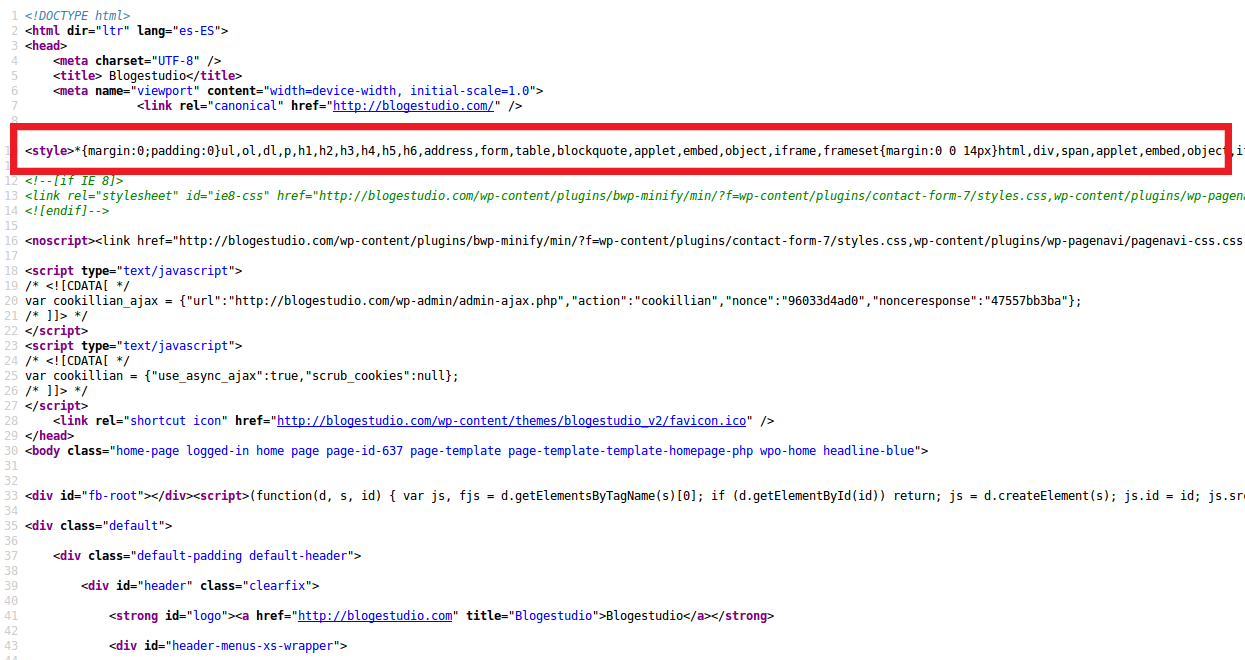 1 <!DOCTYPE html>
2 <html dir="ltr" lang="es-ES">
3 <head>
4 <meta charset="UTF-8" />
5 <title> Blogestudio</title>
6 <meta name="viewport" content="width=device-width, initial-scale=1.0">
7 <link rel="canonical" href="http://blogestudio.com/" />
8
<style>*{margin:0;padding:0}ul,ol,dl,p,h1,h2,h3,h4,h5,h6,address,form,table,blockquote,applet,embed,object,iframe,frameset{margin:0 0 14px}html,div,span,applet,embed,object,i
12 <!--[if IE 8]>
13 <link rel="stylesheet" id="ie8-css" href="http://blogestudio.com/wp-content/plugins/bwp-minify/min/?f=wp-content/plugins/contact-form-7/styles.css,wp-content/plugins/wp-pagena
14 <![endif]-->
15
16 <noscript><link href="http://blogestudio.com/wp-content/plugins/bwp-minify/min/?f=wp-content/plugins/contact-form-7/styles.css,wp-content/plugins/wp-pagenavi/pagenavi-css.css
17
18 <script type="text/javascript">
19 /* <![CDATA[ */
20 var cookillian_ajax = {"url":"http://blogestudio.com/wp-admin/admin-ajax.php","action":"cookillian","nonce":"96033d4ad0","nonceresponse":"47557bb3ba"};
21 /* ]]> */
22 </script>
23 <script type="text/javascript">
24 /* <![CDATA[ */
25 var cookillian = {"use_async_ajax":true,"scrub_cookies":null};
26 /* ]]> */
27 </script>
28 <link rel="shortcut icon" href="http://blogestudio.com/wp-content/themes/blogestudio_v2/favicon.ico" />
29 </head>
30 <body class="home-page logged-in home page page-id-637 page-template page-template-template-homepage-php wpo-home headline-blue">
31
32
33 <div id="fb-root"></div><script>(function(d, s, id) { var js, fjs = d.getElementsByTagName(s)[0]; if (d.getElementById(id)) return; js = d.createElement(s); js.id = id; js.sr
34
35 <div class="default">
36
37 <div class="default-padding default-header">
38
39 <div id="header" class="clearfix">
40
41 <strong id="logo"><a href="http://blogestudio.com" title="Blogestudio">Blogestudio</a></strong>
42
43 <div id="header-menus-xs-wrapper">